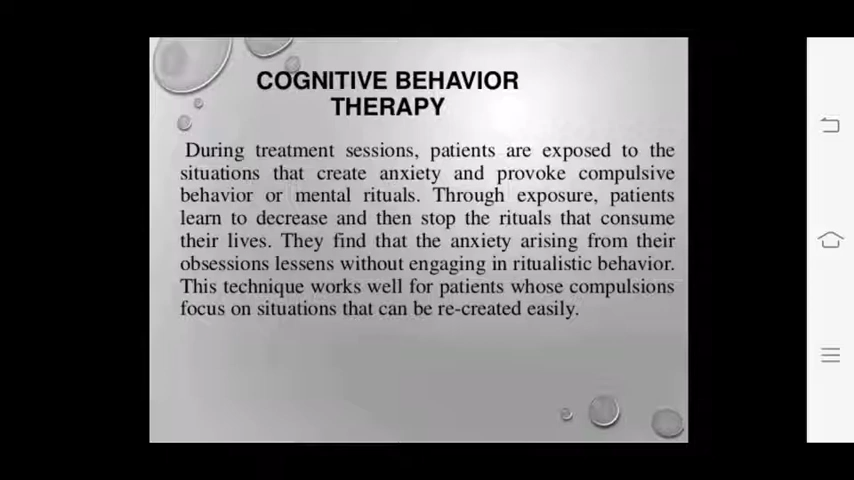 COGNITIVE BEHAVIOR
THERAPY
During treatment sessions, patients are exposed to the
situations that create anxiety and provoke compulsive
behavior or mental rituals. Through exposure, patients
learn to decrease and then stop the rituals that consume
their lives. They find that the anxiety arising from their
obsessions lessens without engaging in ritualistic behavior.
This technique works well for patients whose compulsions
focus on situations that can be re-created easily.